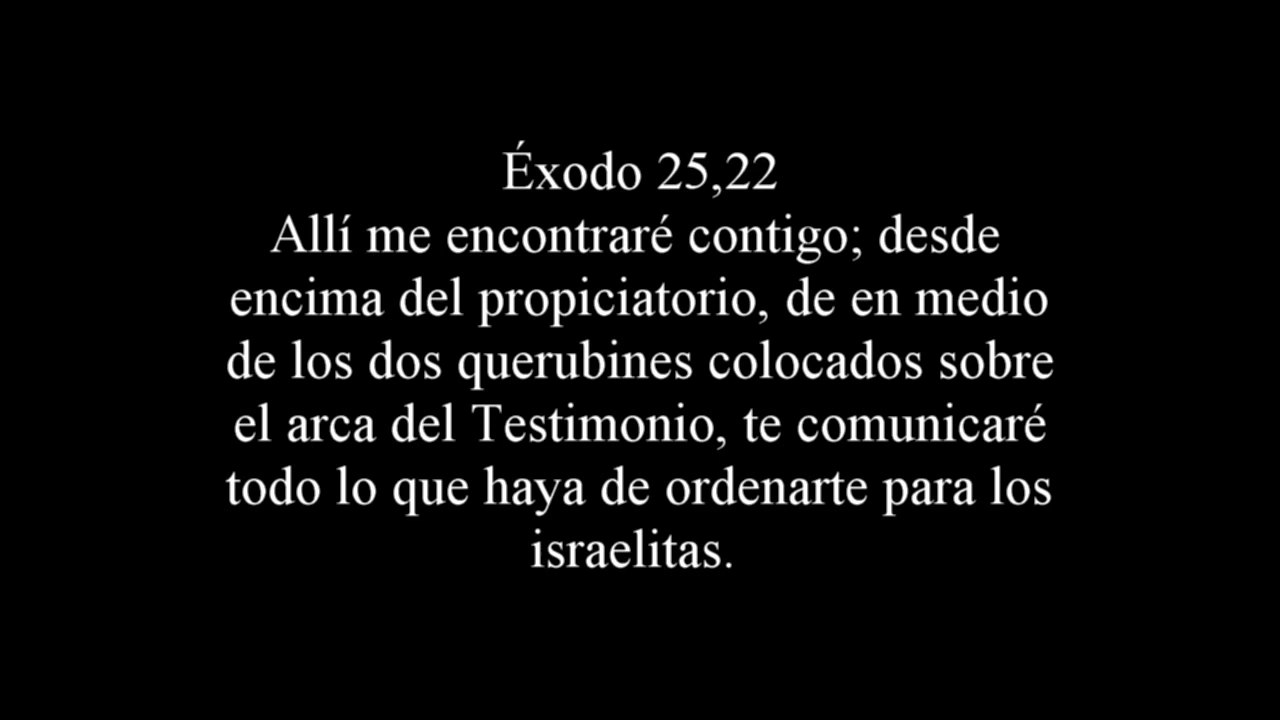 Éxodo 25,22
Allí me encontraré contigo; desde
encima del propiciatorio, de en medio
de los dos querubines colocados sobre
el arca del Testimonio, te comunicaré
todo lo que haya de ordenarte para los
israelitas.